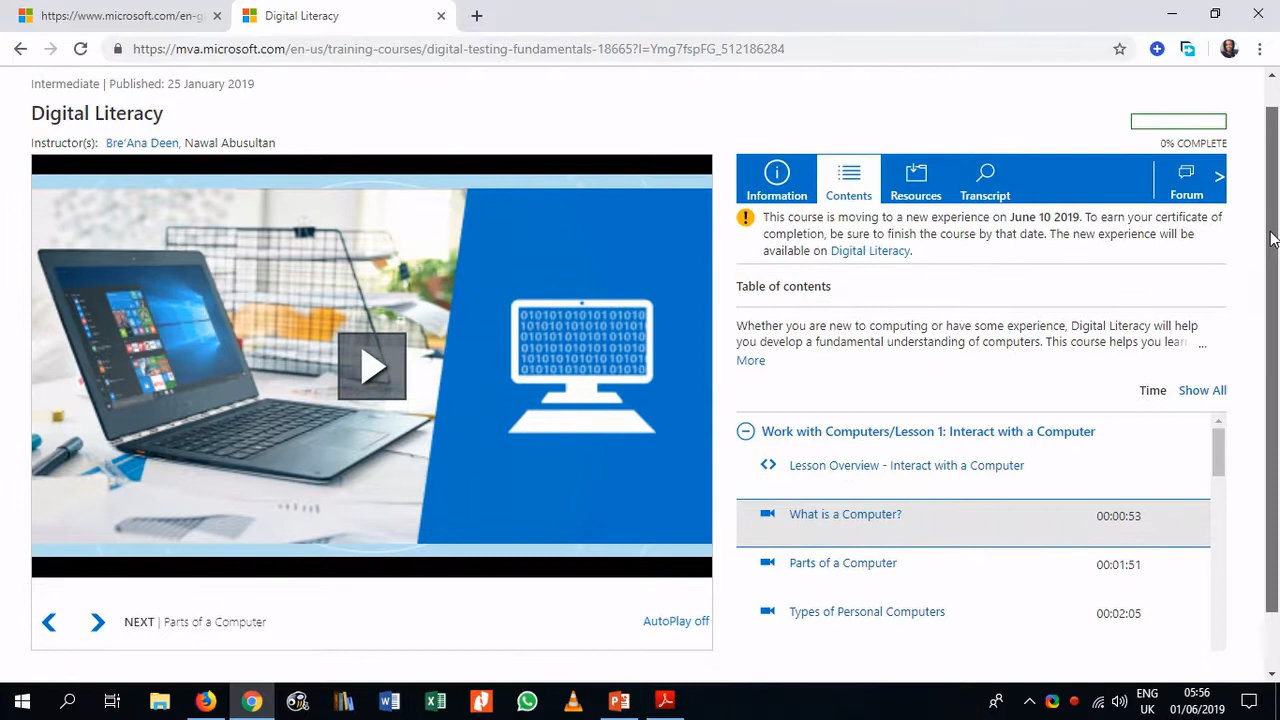 https://www.microsoft.com/en-g
Digital Literacy
https://mva.microsoft.com/en-us/training-courses/digital-testing-fundamentals-18665?l=Ymg7fspFG_512186284
Intermediate | Published: 25 January 2019
Digital Literacy
Instructor(s): Bre'Ana Deen, Nawal Abusultan
0% COMPLETE
Information
Contents
Resources
Transcript
Forum
This course is moving to a new experience on June 10 2019. To earn your certificate of
completion, be sure to finish the course by that date. The new experience will be
available on Digital Literacy.
Table of contents
Whether you are new to computing or have some experience, Digital Literacy will help
you develop a fundamental understanding of computers. This course helps you learn ...
More
Time Show All
Work with Computers/Lesson 1: Interact with a Computer
Lesson Overview - Interact with a Computer
What is a Computer? 00:00:53
Parts of a Computer 00:01:51
Types of Personal Computers 00:02:05
101010101010101
010101010101010
101010101010101
010101010101010
101010101010101
NEXT | Parts of a Computer
AutoPlay off
ENG
UK
05:56
01/06/2019